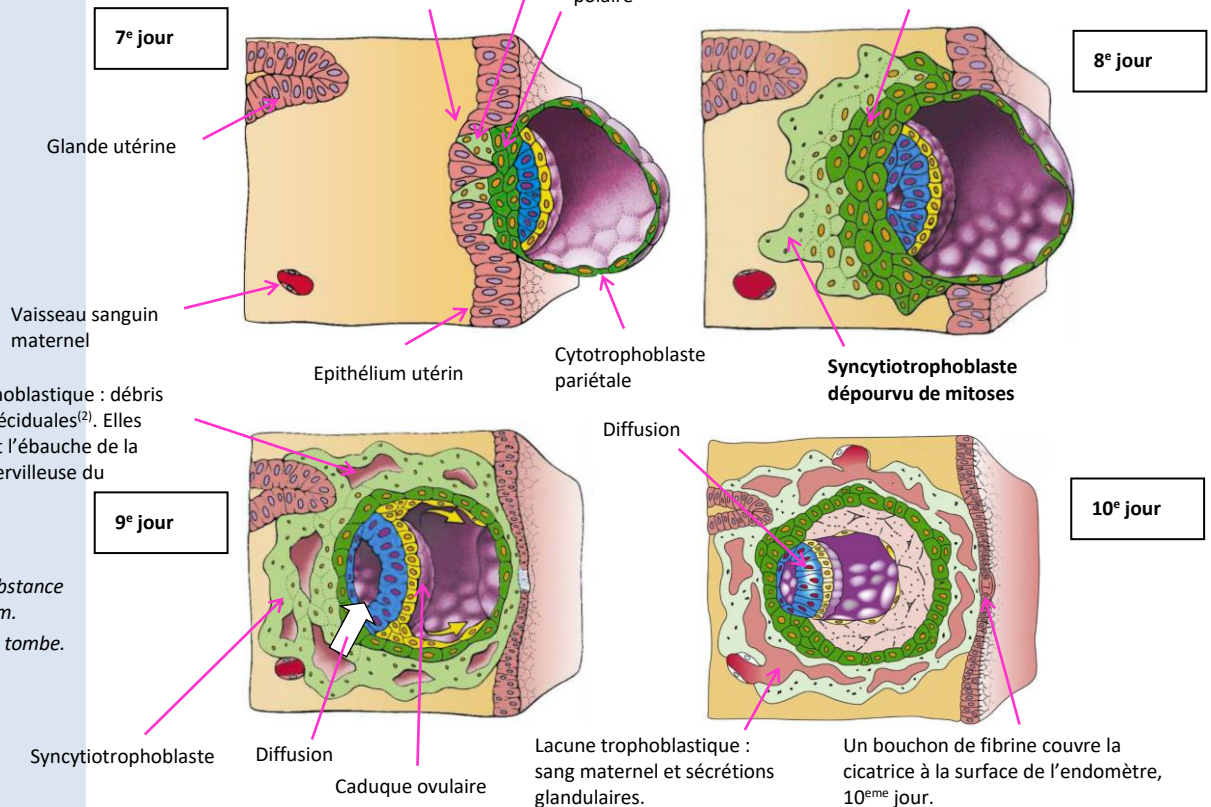 polaire
7e jour
8e jour
Glande utérine
Vaisseau sanguin
maternel
Epithélium utérin
Cytotrophoblaste
pariétale
Syncytiotrophoblaste
dépourvu de mitoses
hoblastique : débris
éciduales(2). Elles
t l'ébauche de la
erveilleuse du
Diffusion
9e jour
10e jour
bstance
m.
tombe.
Syncytiotrophoblaste
Diffusion
Caduque ovulaire
Lacune trophoblastique :
sang maternel et sécrétions
glandulaires.
Un bouchon de fibrine couvre la
cicatrice à la surface de l'endomètre,
10eme jour.